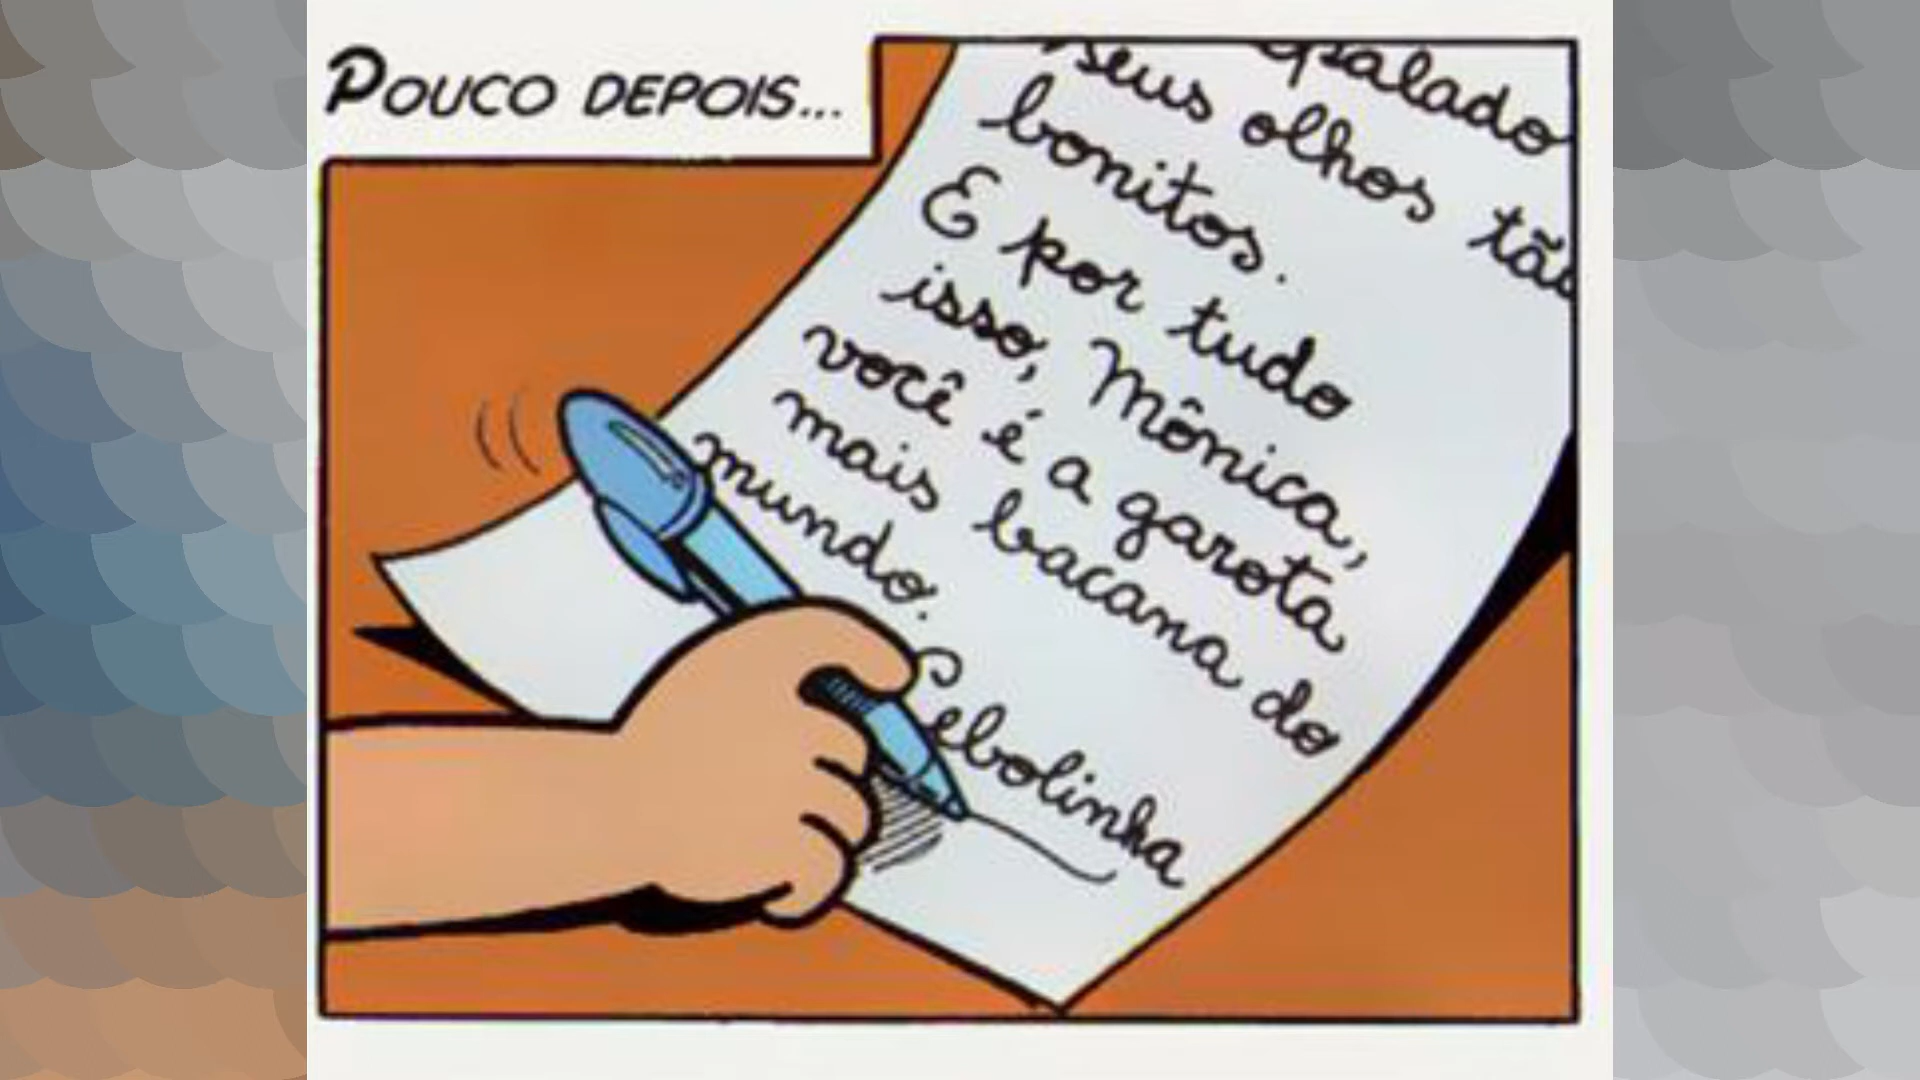 POUCO DEPOIS...
seus olhos tão
bonitos.
E por tudo
isso, Mônica,
você é a garota
mais bacana do
mundo.
Cebolinha